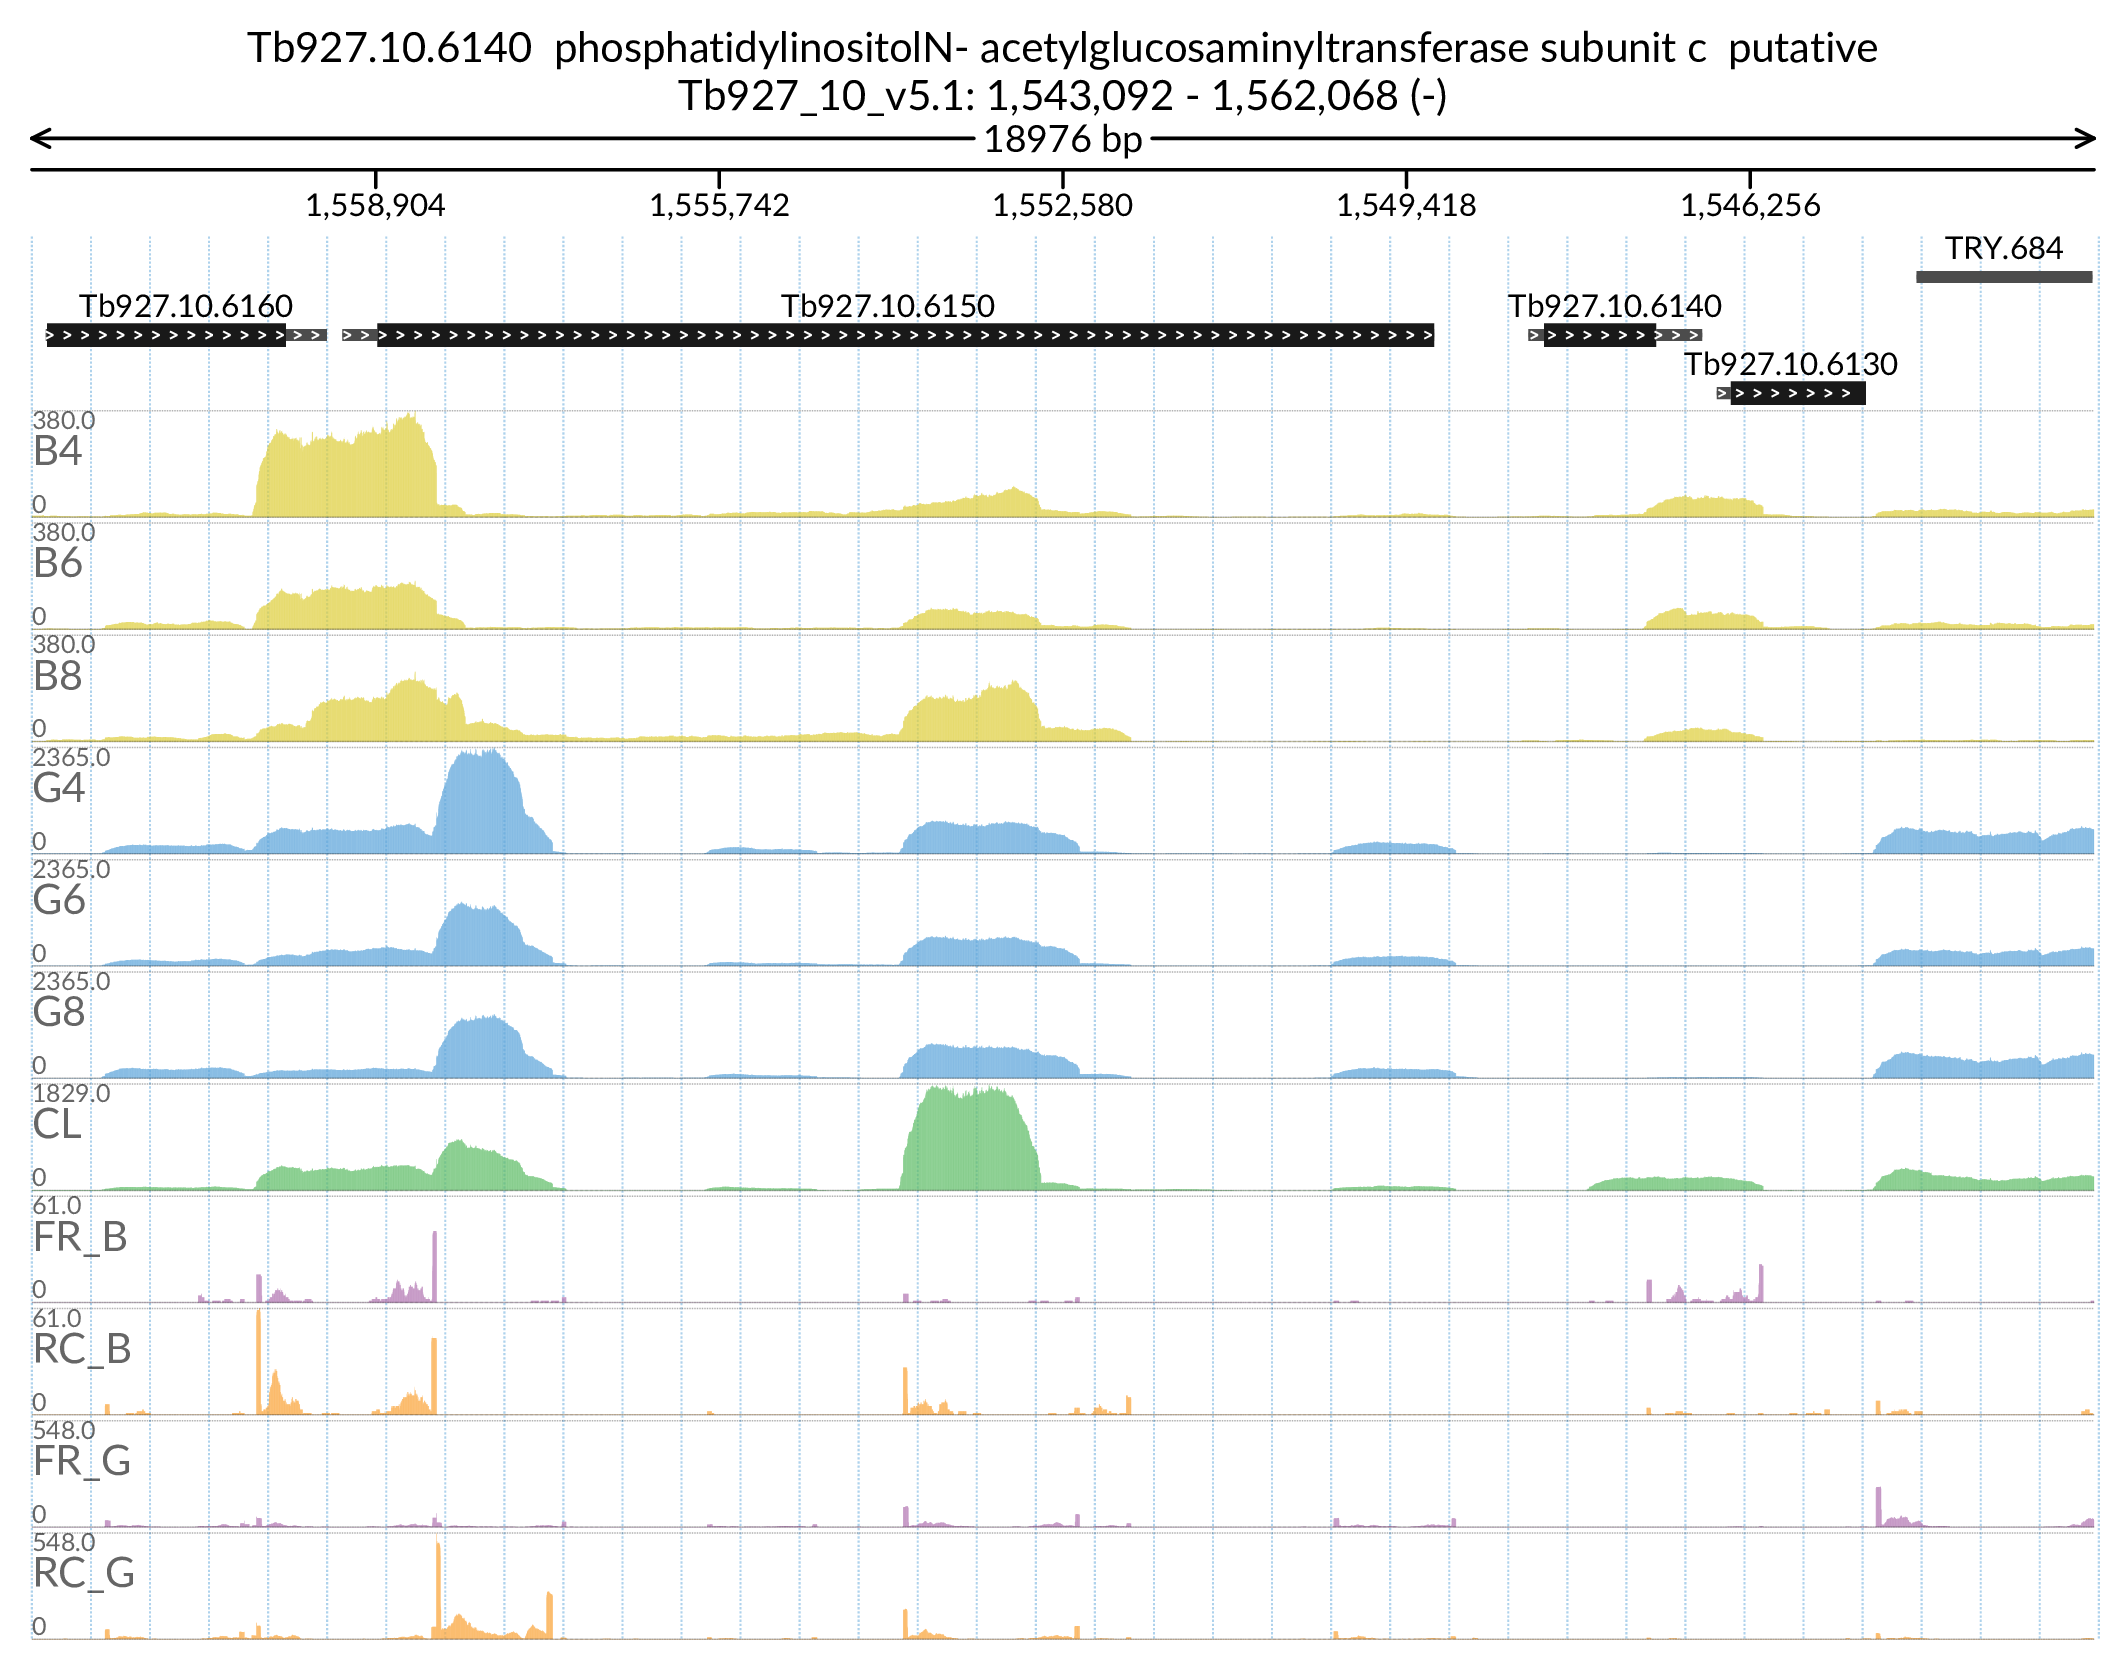 Tb927.10.6140  phosphatidylinositolN- acetylglucosaminyltransferase subunit c  putative
Tb927_10_v5.1: 1,543,092 - 1,562,068 (-)
18976 bp
1,558,904 1,555,742 1,552,580 1,549,418 1,546,256
TRY.684
Tb927.10.6160 Tb927.10.6150 Tb927.10.6140
Tb927.10.6130
380.0
B4
0
380.0
B6
0
380.0
B8
0
2365.0
G4
0
2365.0
G6
0
2365.0
G8
0
1829.0
CL
0
61.0
FR_B
0
61.0
RC_B
0
548.0
FR_G
0
548.0
RC_G
0